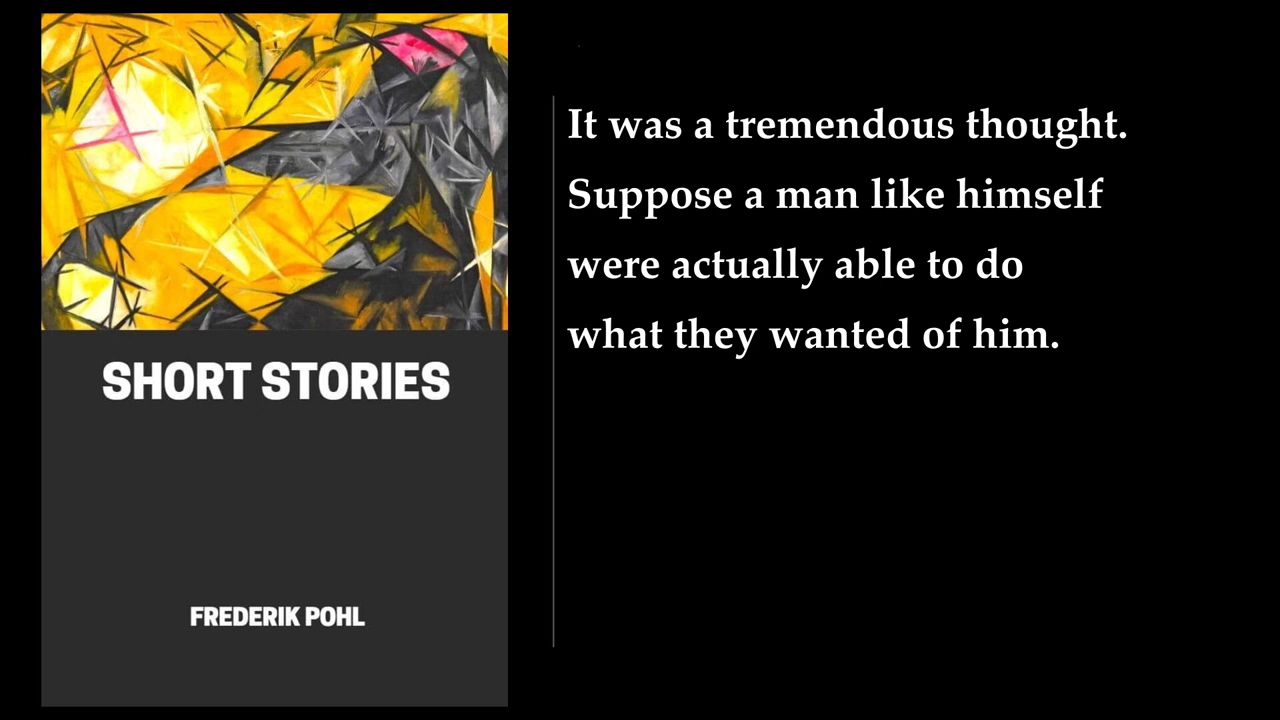 SHORT STORIES
FREDERIK POHL
It was a tremendous thought.
Suppose a man like himself
were actually able to do
what they wanted of him.